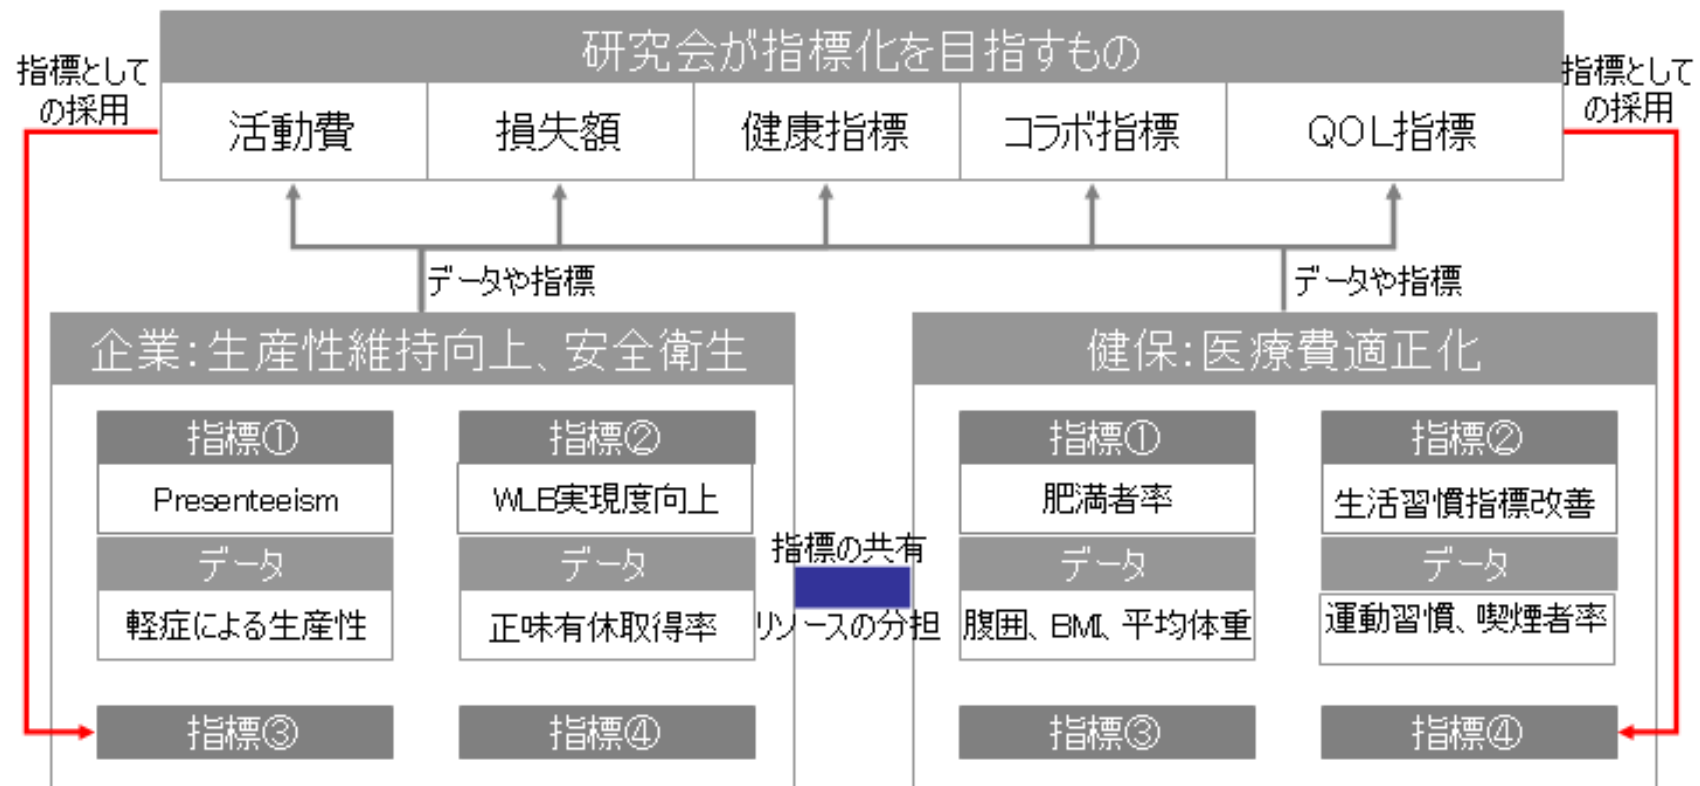 研究会が指標化を目指すもの
指標として
の採用
指標として
の採用
活動費
損失額
健康指標
コラボ指標
QOL指標
データや指標
データや指標
企業:生産性維持向上、安全衛生
指標①
指標②
Presenteeism
WLB実現度向上
データ
データ
軽症による生産性
正味有休取得率
指標③
指標④
指標の共有
リソースの分担
健保:医療費適正化
指標①
指標②
肥満者率
生活習慣指標改善
データ
データ
腹囲、BMI、平均体重
運動習慣、喫煙者率
指標③
指標④